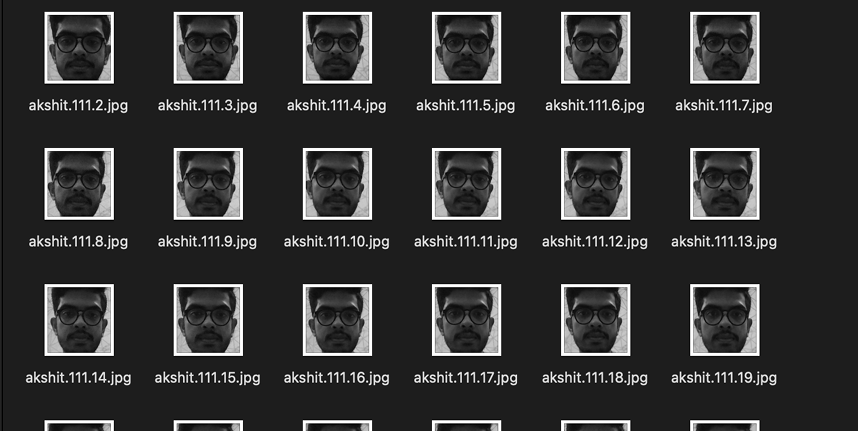 akshit.111.2.jpg akshit.111.3.jpg akshit.111.4.jpg akshit.111.5.jpg akshit.111.6.jpg akshit.111.7.jpg
akshit.111.8.jpg akshit.111.9.jpg akshit.111.10.jpg akshit.111.11.jpg akshit.111.12.jpg akshit.111.13.jpg
akshit.111.14.jpg akshit.111.15.jpg akshit.111.16.jpg akshit.111.17.jpg akshit.111.18.jpg akshit.111.19.jpg